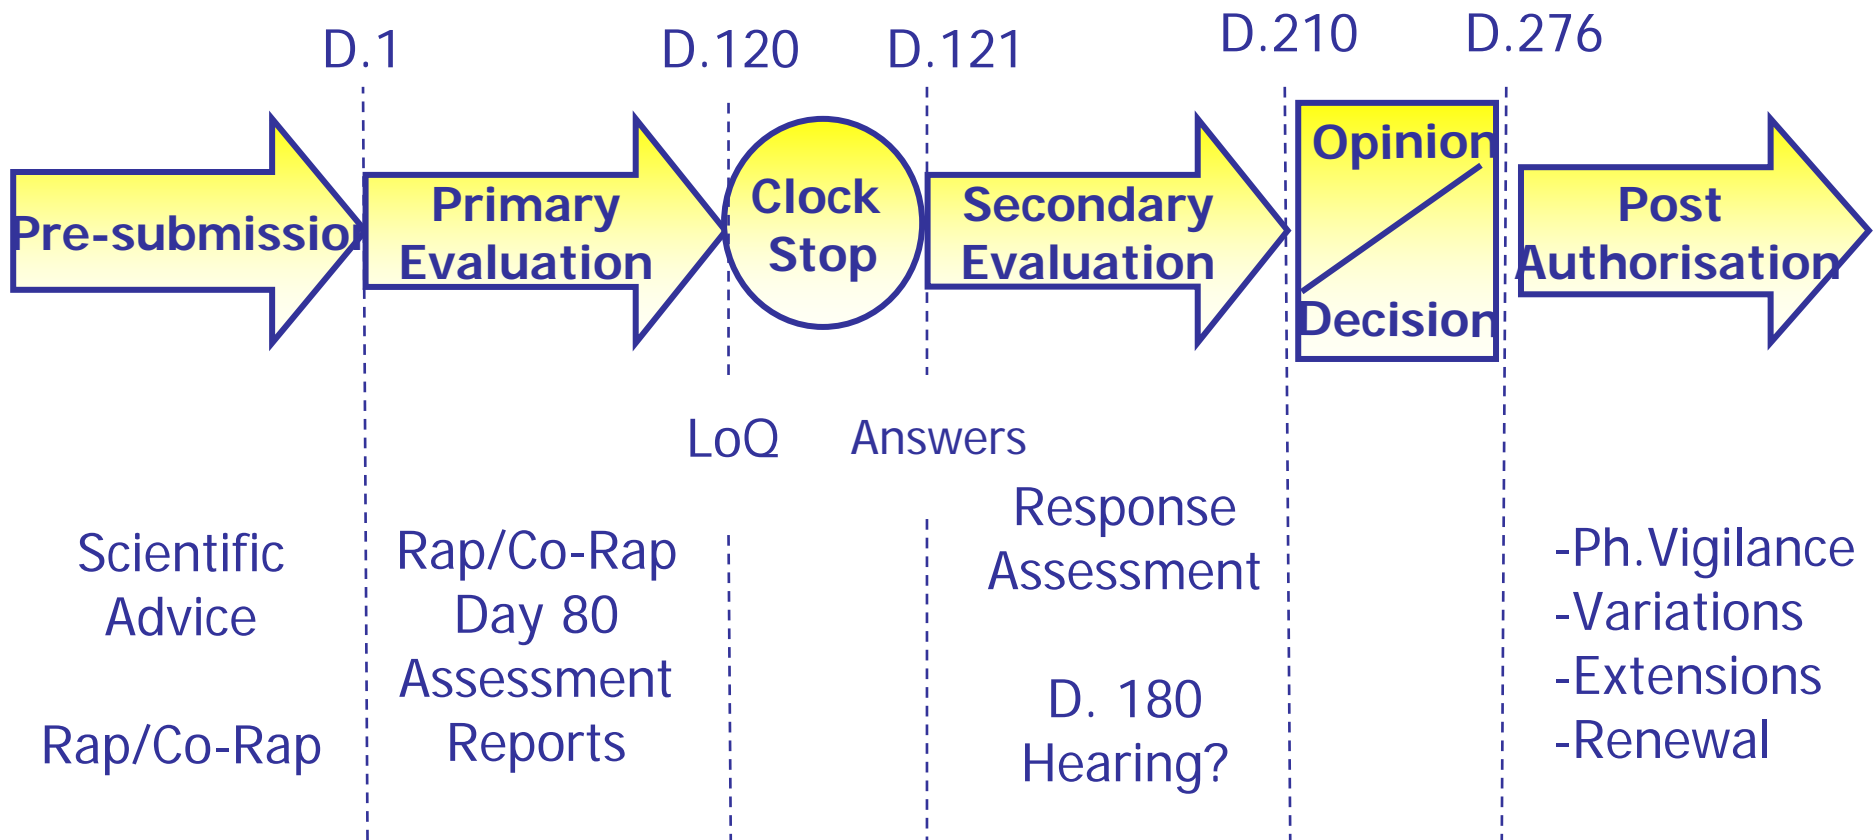 D.1
D.120
D.121
D.210
D.276
Pre-submission
Primary
Evaluation
Clock
Stop
Secondary
Evaluation
Opinion
Decision
Post
Authorisation
LoQ
Answers
Scientific
Advice
Rap/Co-Rap
Rap/Co-Rap
Day 80
Assessment
Reports
Response
Assessment
D. 180
Hearing?
-Ph.Vigilance
-Variations
-Extensions
-Renewal